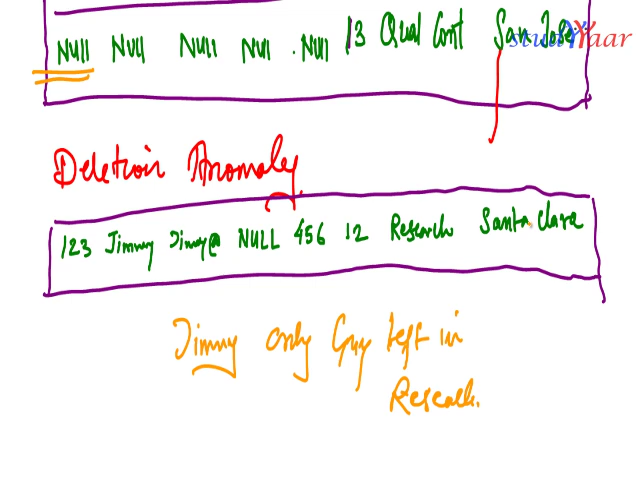 Null Null Null Null Null 13 Qual Cont San Jose
studyYaar
Deletion Anomaly
123 Jimmy Jimmy@ NULL 456 12 Research Santa clara
Jimmy only Guy left in
Research.